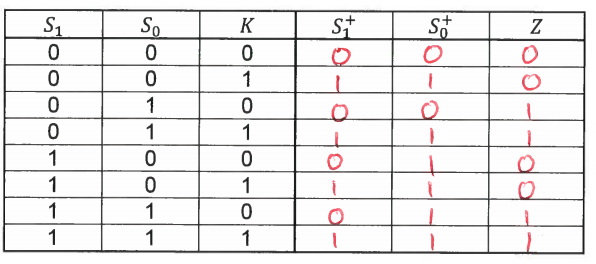 S₁ S₀ K S₁⁺ S₀⁺ Z
0 0 0 0 0 0
0 0 1 1 1 0
0 1 0 0 0 1
0 1 1 1 1 1
1 0 0 0 1 0
1 0 1 1 1 0
1 1 0 0 1 1
1 1 1 1 1 1